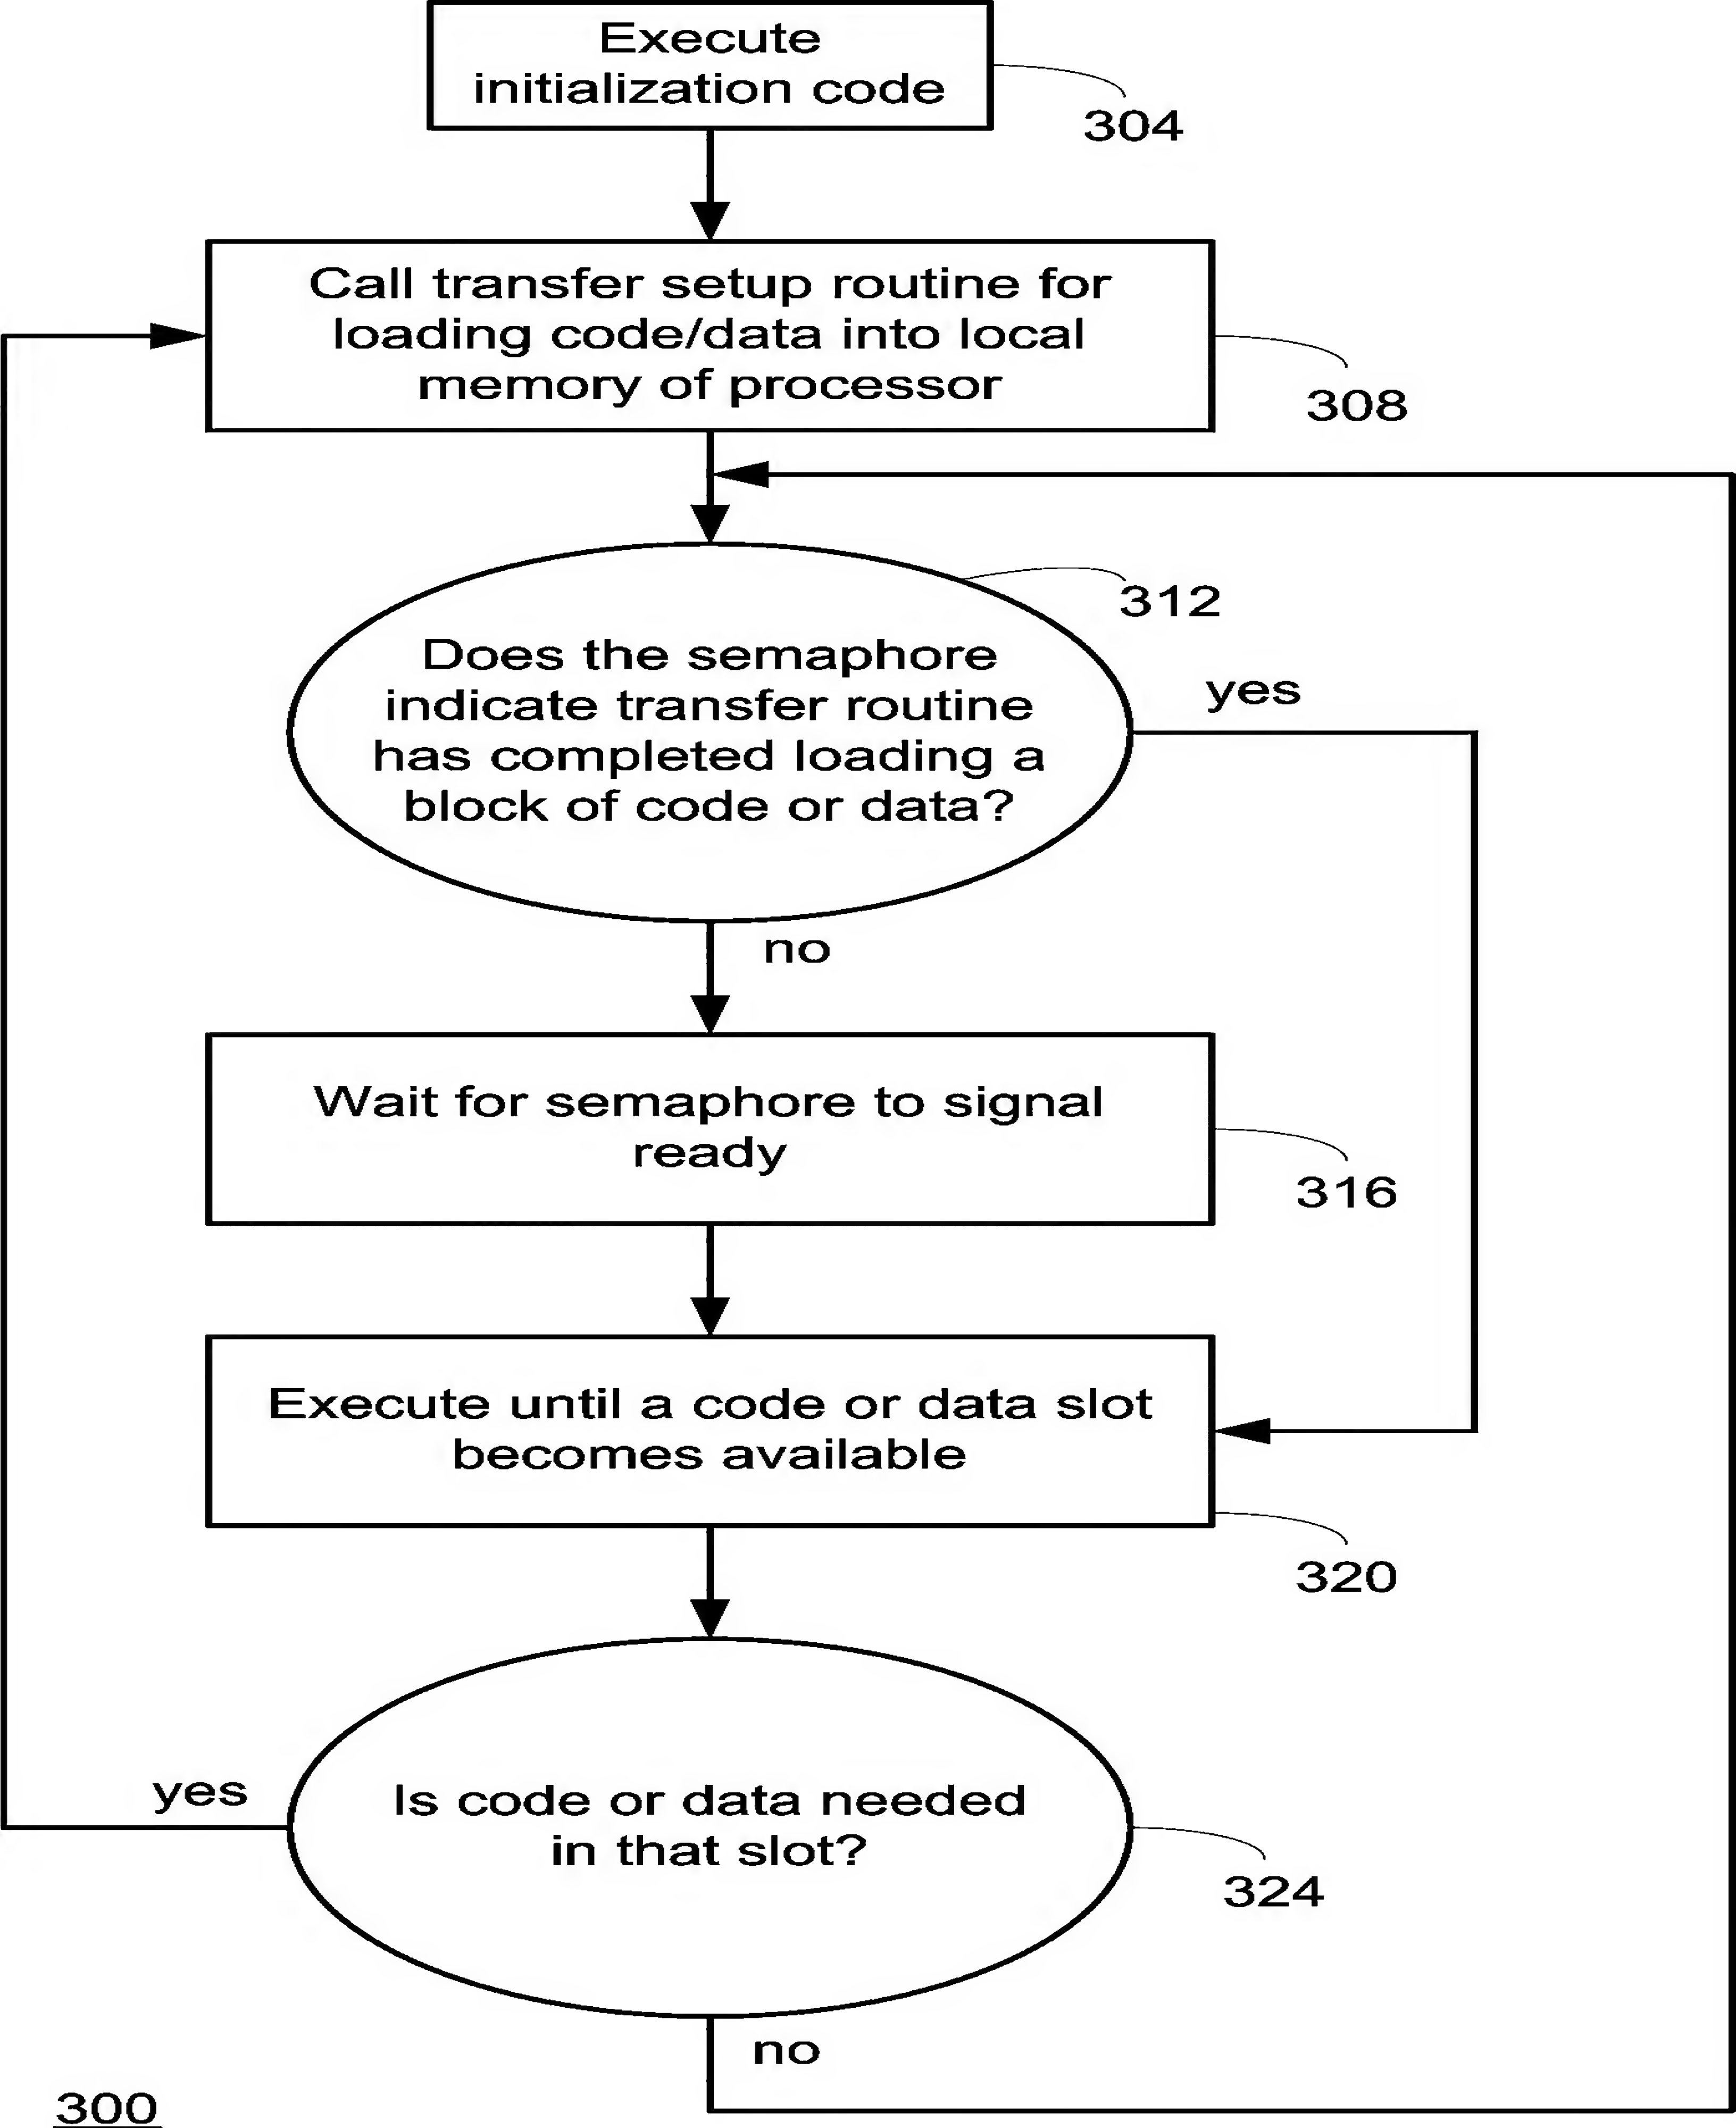 Execute
initialization code
304
Call transfer setup routine for
loading code/data into local
memory of processor
308
312
Does the semaphore
indicate transfer routine
has completed loading a
block of code or data?
yes
no
Wait for semaphore to signal
ready
316
Execute until a code or data slot
becomes available
320
yes
Is code or data needed
in that slot?
324
no
300